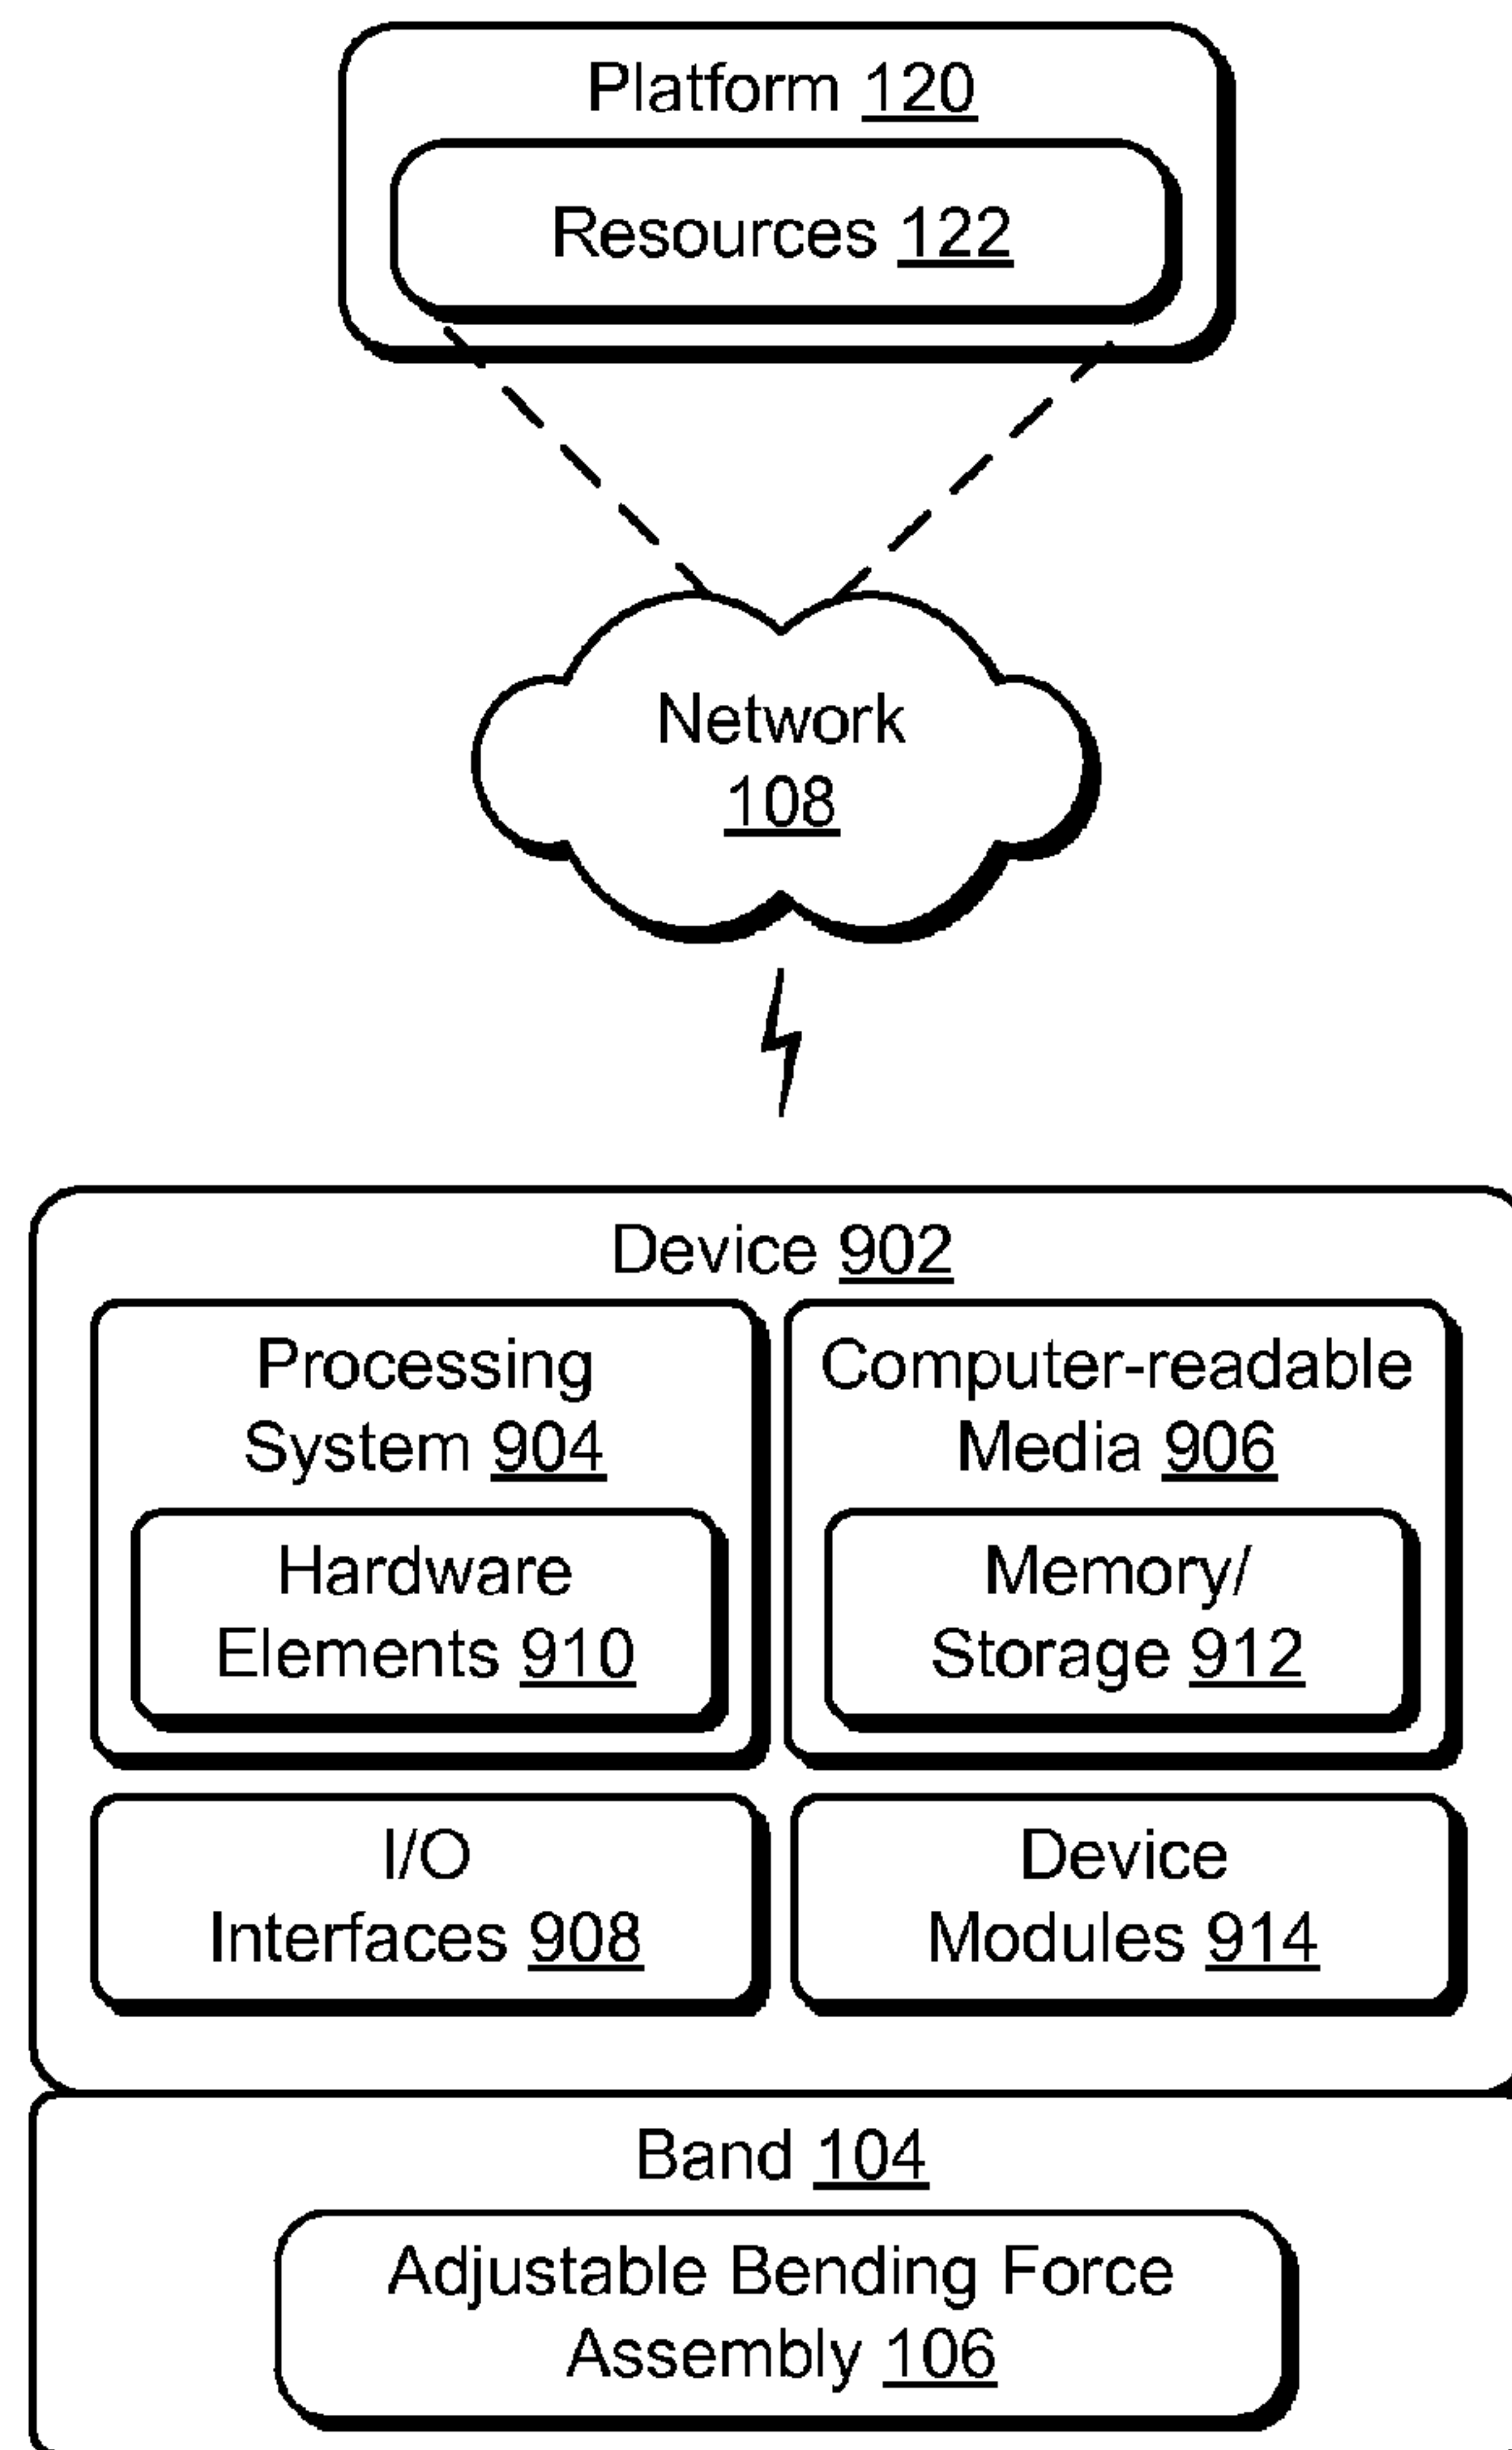 Platform 120
Resources 122
Network
108
Device 902
Processing
System 904
Hardware
Elements 910
Computer-readable
Media 906
Memory/
Storage 912
I/O
Interfaces 908
Device
Modules 914
Band 104
Adjustable Bending Force
Assembly 106